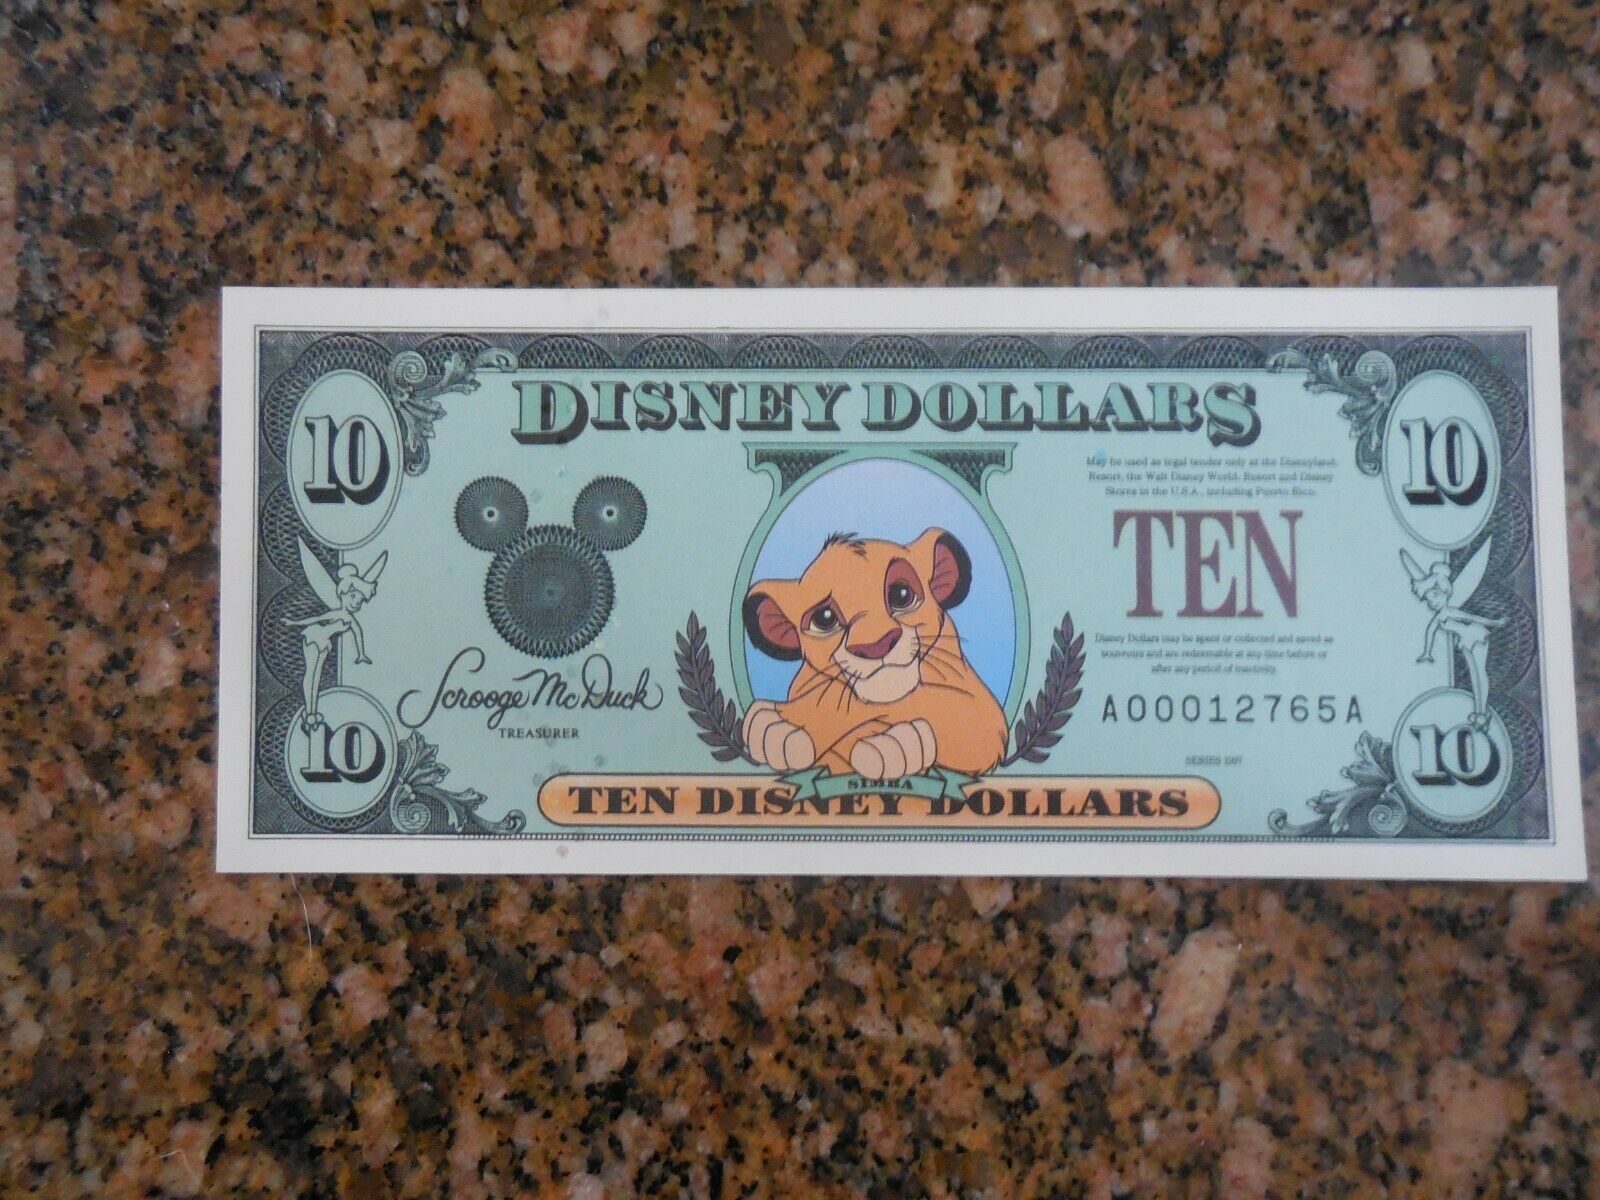 10
DISNEY DOLLARS
10
May be used as legal tender only at the Disneyland
Resort, the Walt Disney World Resort and Disney
Stores in the U.S.A., including Puerto Rico.
TEN
Disney Dollars may be spent or collected and saved as
souvenirs and are redeemable at any time before or
after any period of inactivity.
Scrooge McDuck
TREASURER
A00012765A
SERIES 1997
10
10
SIMBA
TEN DISNEY DOLLARS